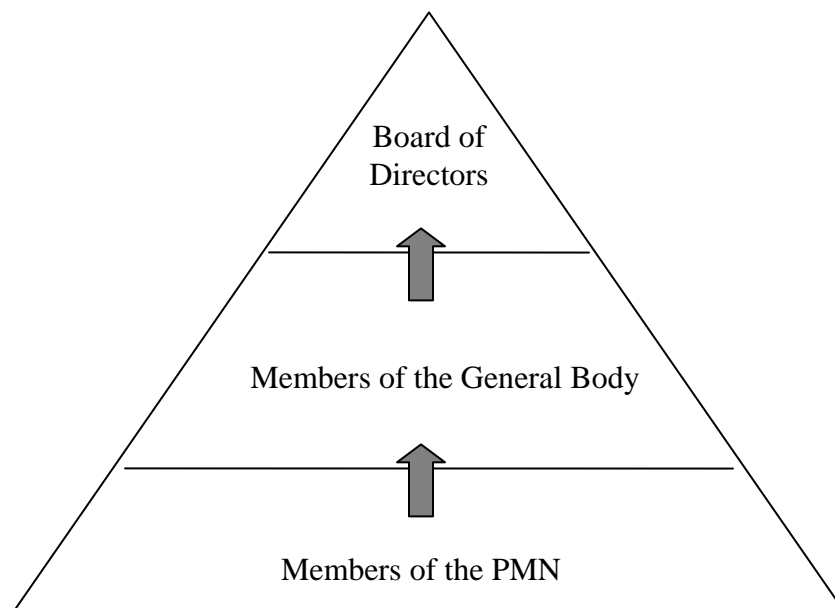 Board of
Directors
Members of the General Body
Members of the PMN